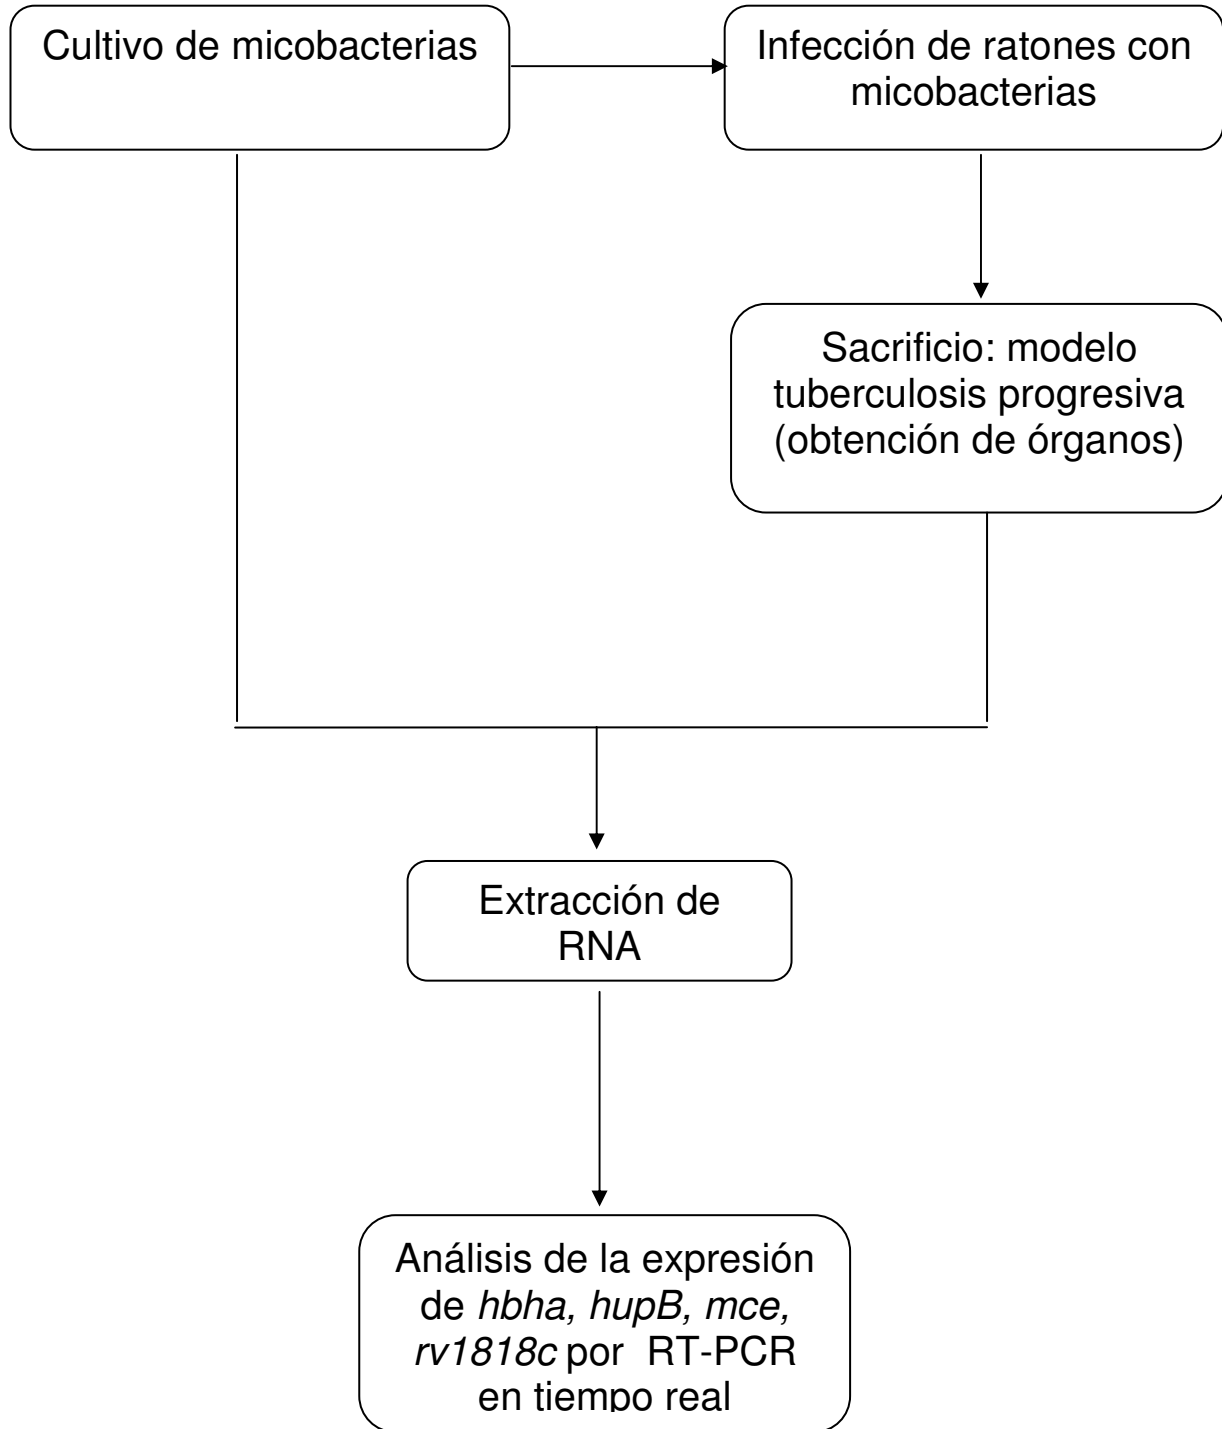 Cultivo de micobacterias
Infección de ratones con
micobacterias
Sacrificio: modelo
tuberculosis progresiva
(obtención de órganos)
Extracción de
RNA
Análisis de la expresión
de hbha, hupB, mce,
rv1818c por RT-PCR
en tiempo real